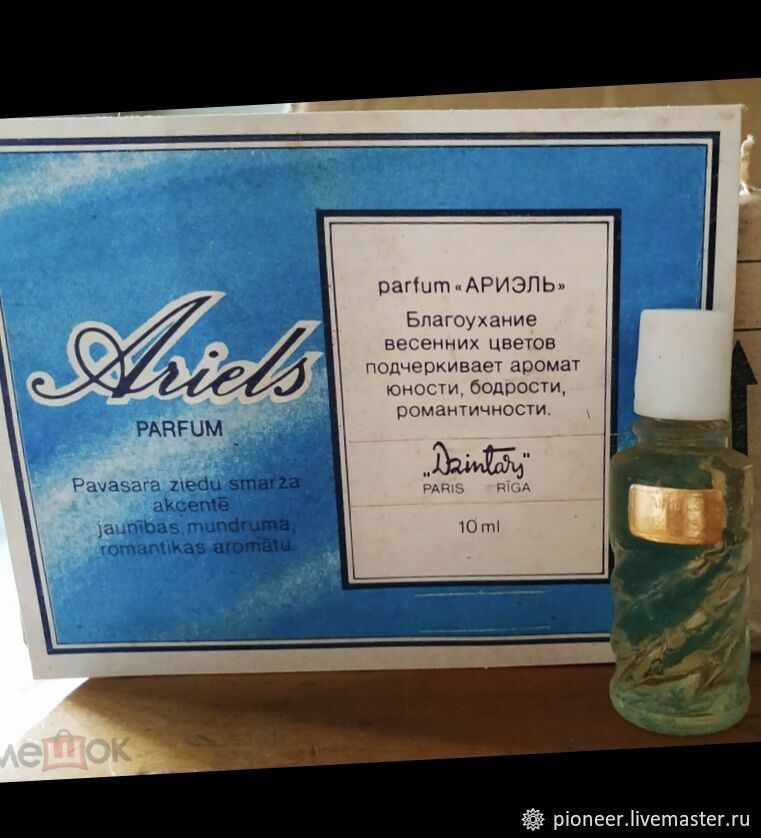 Ariels
PARFUM
Pavasara ziedu smarža
akcentē
jaunības, mundruma,
romantikas aromātu.
parfum «АРИЭЛЬ»
Благоухание
весенних цветов
подчеркивает аромат
юности, бодрости,
романтичности.
„Dzintars"
PARIS RĪGA
10 ml
мешок
pioneer.livemaster.ru